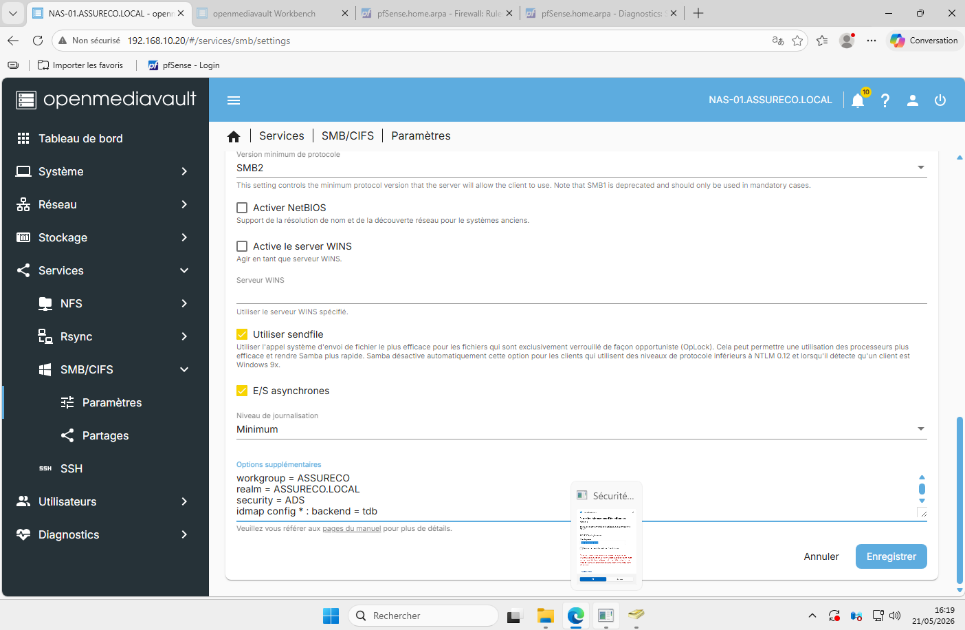 NAS-01.ASSURECO.LOCAL - openr
openmediavault Workbench
pfSense.home.arpa - Firewall: Rule
pfSense.home.arpa - Diagnostics:
Non sécurisé
192.168.10.20/#/services/smb/settings
Conversation
Importer les favoris
pfSense - Login
openmediavault
NAS-01.ASSURECO.LOCAL
10
Tableau de bord
Système
Réseau
Stockage
Services
NFS
Rsync
SMB/CIFS
Paramètres
Partages
SSH
Utilisateurs
Diagnostics
Services | SMB/CIFS | Paramètres
Version minimum de protocole
SMB2
This setting controls the minimum protocol version that the server will allow the client to use. Note that SMB1 is deprecated and should only be used in mandatory cases.
Activer NetBIOS
Support de la résolution de nom et de la découverte réseau pour le systèmes anciens.
Active le server WINS
Agir en tant que serveur WINS.
Serveur WINS
Utiliser le serveur WINS spécifié.
Utiliser sendfile
Utiliser l'appel système d'envoi de fichier le plus efficace pour les fichiers qui sont exclusivement verrouillé de façon opportuniste (OpLock). Cela peut permettre une utilisation des processeurs plus
efficace et rendre Samba plus rapide. Samba désactive automatiquement cette option pour les clients qui utilisent des niveaux de protocole inférieurs à NTLM 0.12 et lorsqu'il détecte qu'un client est
Windows 9x.
E/S asynchrones
Niveau de journalisation
Minimum
Options supplémentaires
workgroup = ASSURECO
realm = ASSURECO.LOCAL
security = ADS
idmap config * : backend = tdb
Veuillez vous référer aux pages du manuel pour plus de détails.
Sécurité...
Annuler
Enregistrer
Rechercher
16:19
21/05/2026